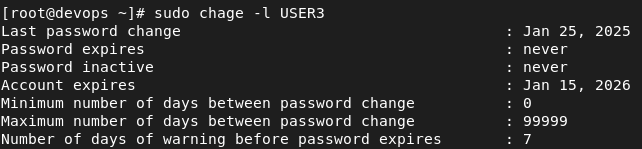 [root@devops ~]# sudo chage -l USER3
Last password change : Jan 25, 2025
Password expires : never
Password inactive : never
Account expires : Jan 15, 2026
Minimum number of days between password change : 0
Maximum number of days between password change : 99999
Number of days of warning before password expires : 7